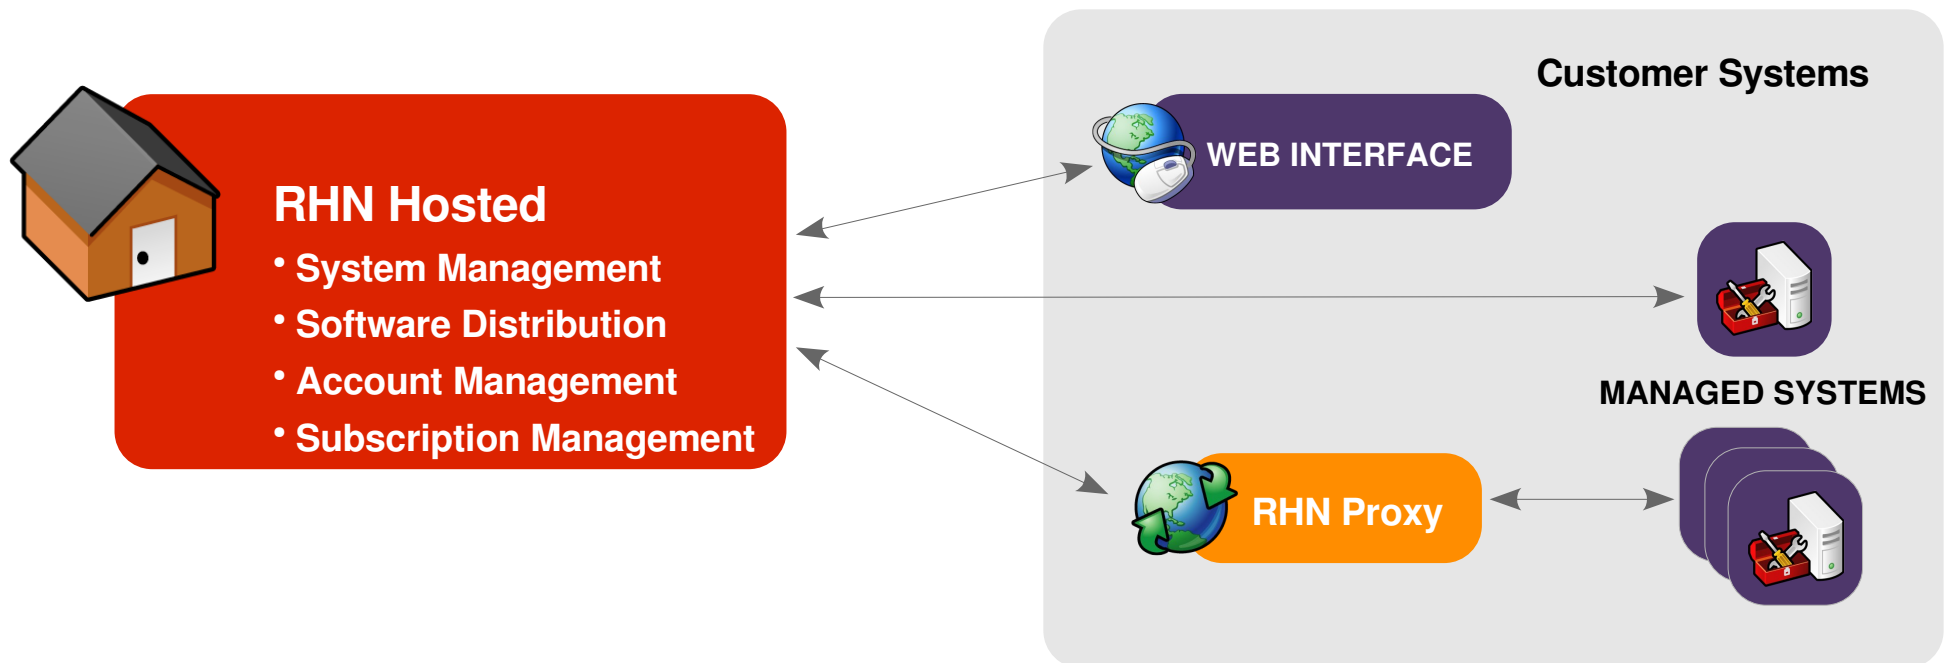 RHN Hosted
• System Management
• Software Distribution
• Account Management
• Subscription Management
Customer Systems
WEB INTERFACE
MANAGED SYSTEMS
RHN Proxy